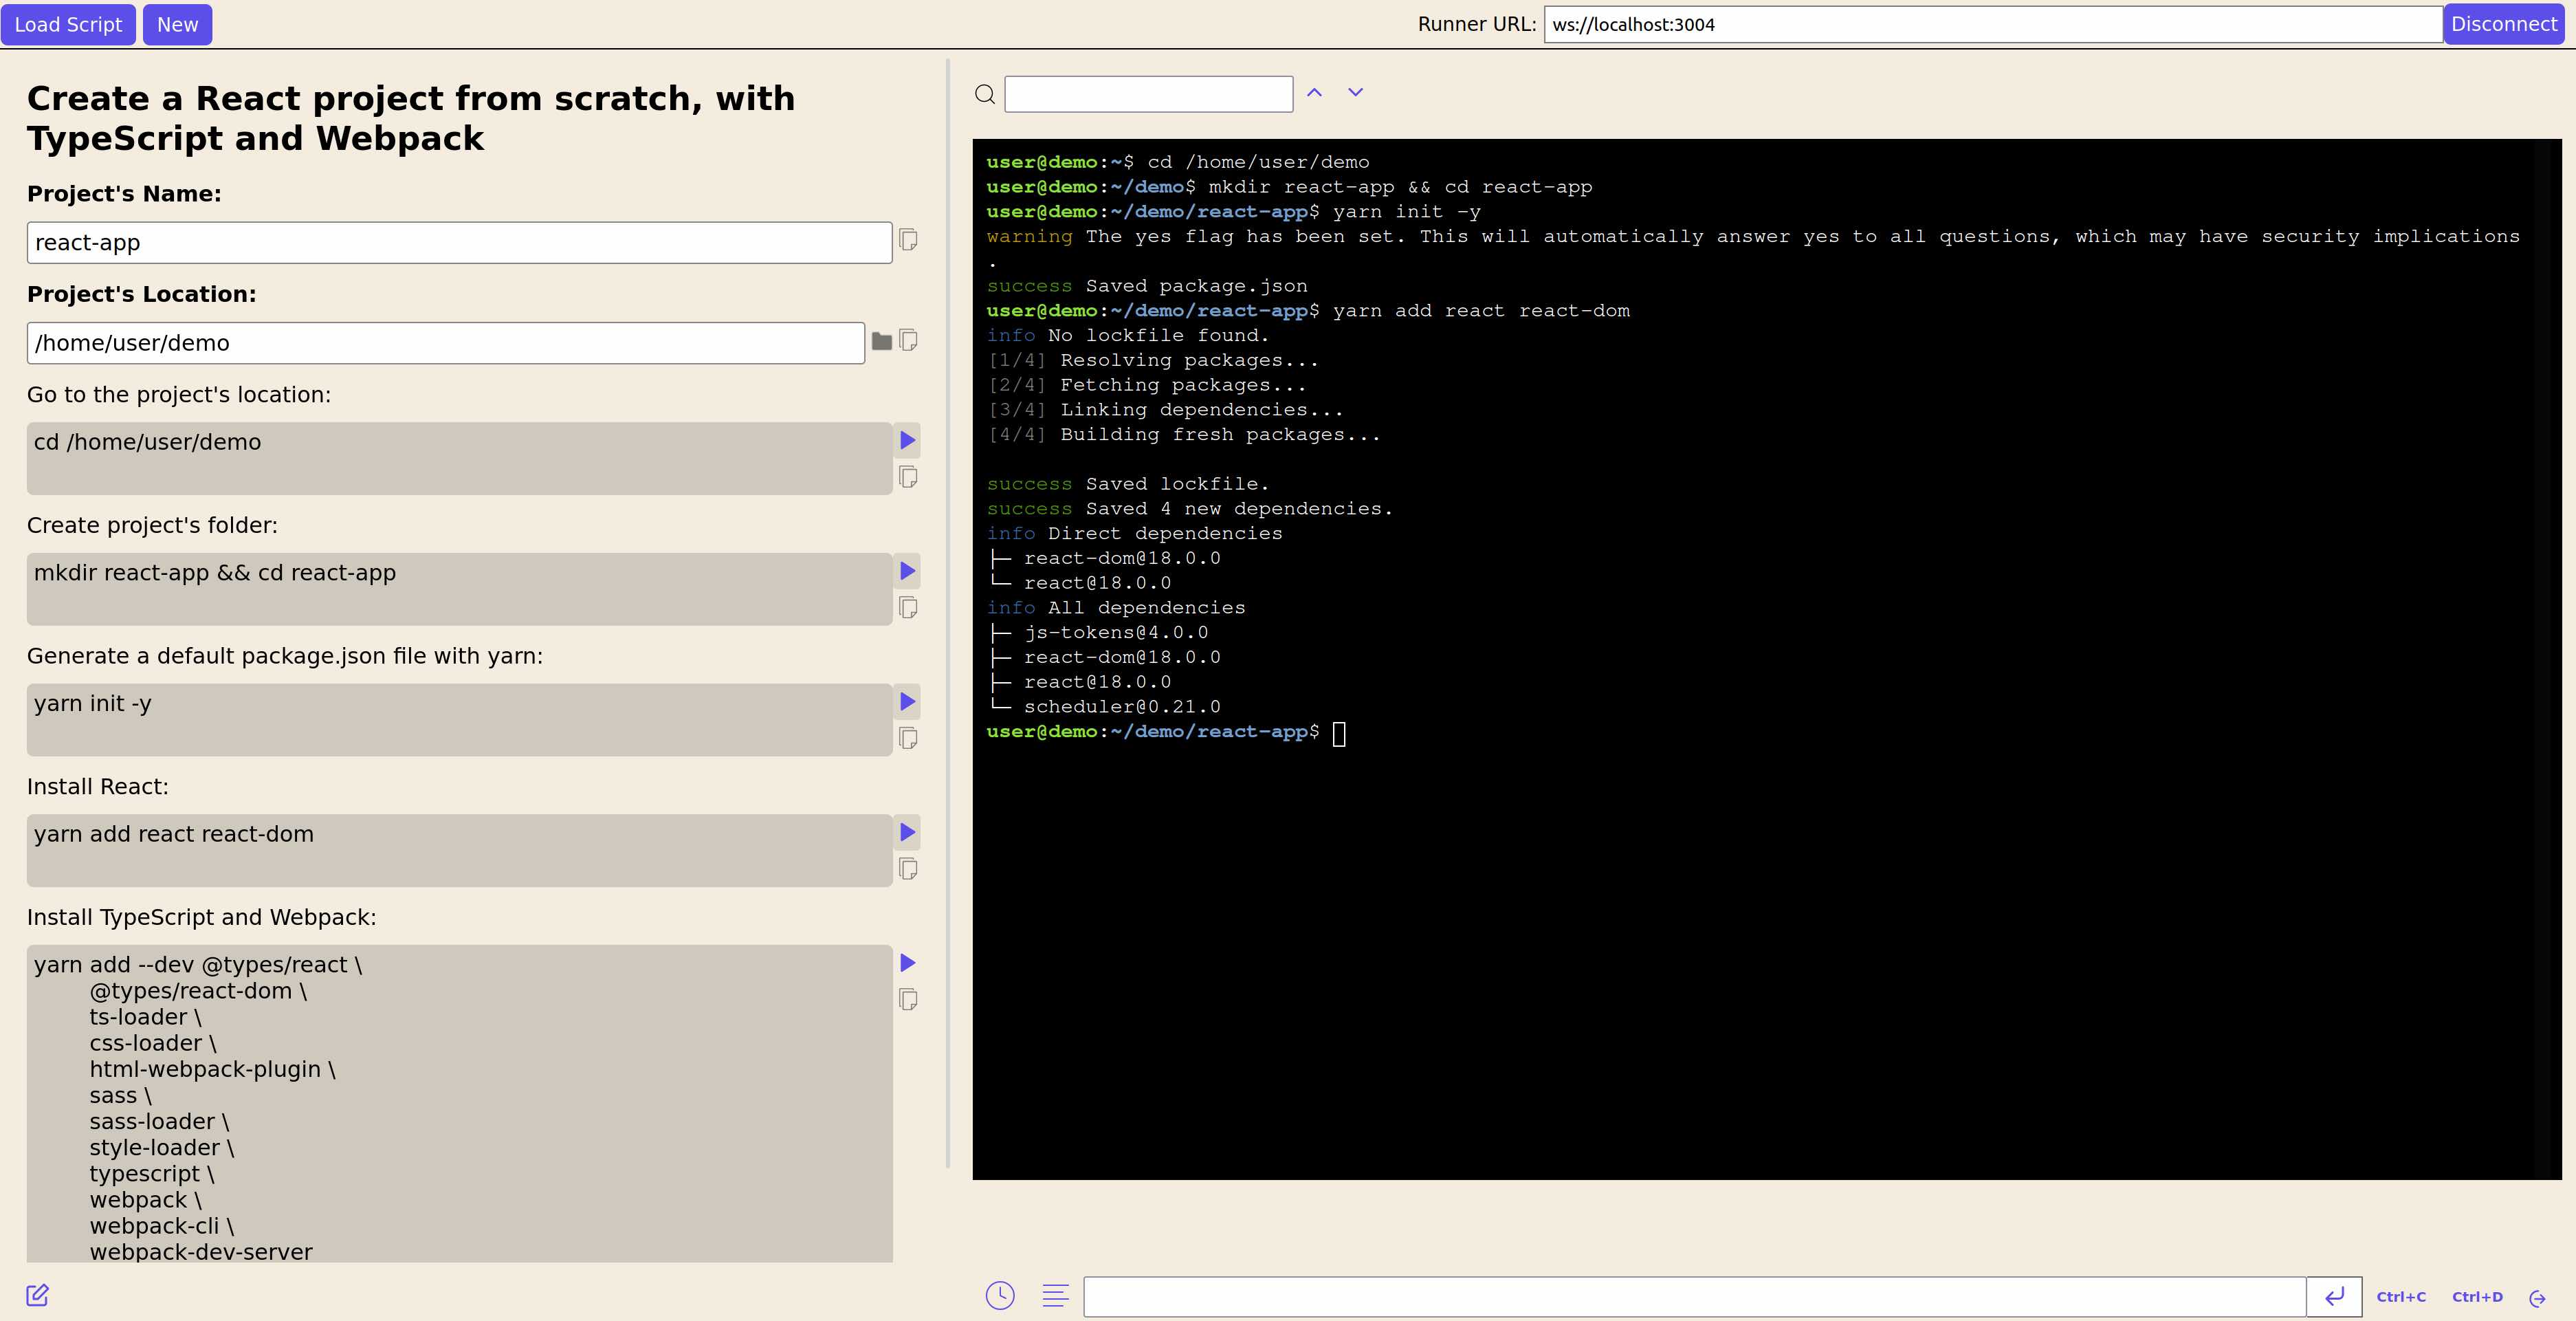 Load Script New Runner URL: ws://localhost:3004 Disconnect
Create a React project from scratch, with
TypeScript and Webpack
Project's Name:
react-app
Project's Location:
/home/user/demo
Go to the project's location:
cd /home/user/demo
Create project's folder:
mkdir react-app && cd react-app
Generate a default package.json file with yarn:
yarn init -y
Install React:
yarn add react react-dom
Install TypeScript and Webpack:
yarn add --dev @types/react \
@types/react-dom \
ts-loader \
css-loader \
html-webpack-plugin \
sass \
sass-loader \
style-loader \
typescript \
webpack \
webpack-cli \
webpack-dev-server
user@demo:~$ cd /home/user/demo
user@demo:~/demo$ mkdir react-app && cd react-app
user@demo:~/demo/react-app$ yarn init -y
warning The yes flag has been set. This will automatically answer yes to all questions, which may have security implications
.
success Saved package.json
user@demo:~/demo/react-app$ yarn add react react-dom
info No lockfile found.
[1/4] Resolving packages...
[2/4] Fetching packages...
[3/4] Linking dependencies...
[4/4] Building fresh packages...
success Saved lockfile.
success Saved 4 new dependencies.
info Direct dependencies
├─ react-dom@18.0.0
└─ react@18.0.0
info All dependencies
├─ js-tokens@4.0.0
├─ react-dom@18.0.0
├─ react@18.0.0
└─ scheduler@0.21.0
user@demo:~/demo/react-app$
Ctrl+C Ctrl+D